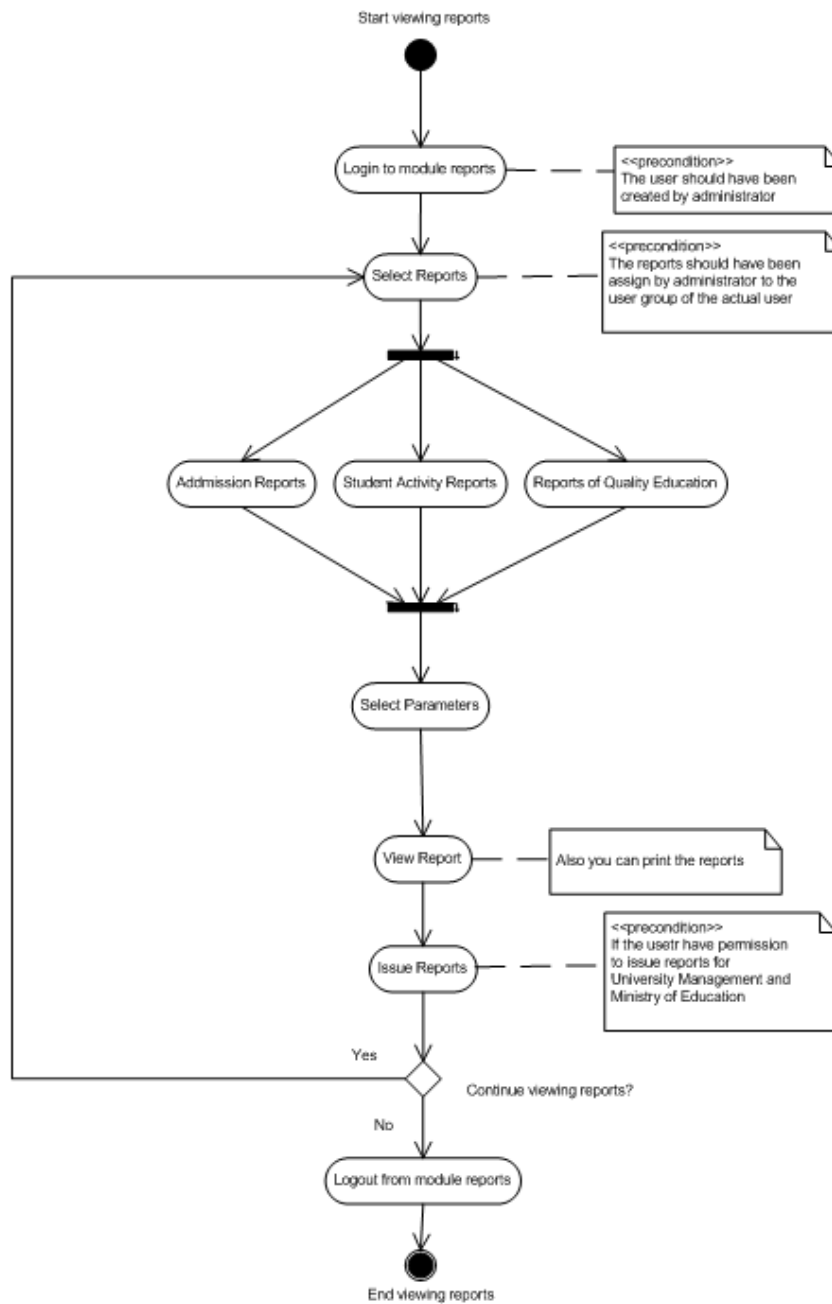 Start viewing reports
Login to module reports
<<precondition>>
The user should have been
created by administrator
Select Reports
<<precondition>>
The reports should have been
assign by administrator to the
user group of the actual user
Addmission Reports
Student Activity Reports
Reports of Quality Education
Select Parameters
View Report
Also you can print the reports
Issue Reports
<<precondition>>
If the usetr have permission
to issue reports for
University Management and
Ministry of Education
Yes
Continue viewing reports?
No
Logout from module reports
End viewing reports